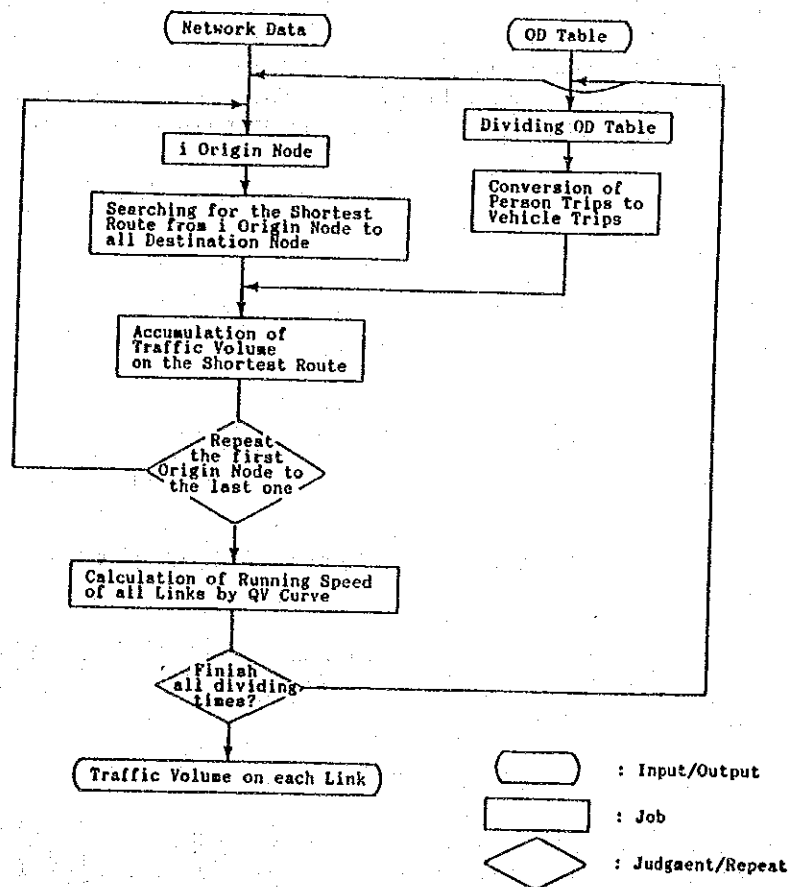 Network Data
OD Table
Dividing OD Table
i Origin Node
Conversion of
Person Trips to
Vehicle Trips
Searching for the Shortest
Route from i Origin Node to
all Destination Node
Accumulation of
Traffic Volume
on the Shortest Route
Repeat
the first
Origin Node to
the last one
Calculation of Running Speed
of all Links by QV Curve
Finish
all dividing
times?
Traffic Volume on each Link
: Input/Output
: Job
: Judgment/Repeat